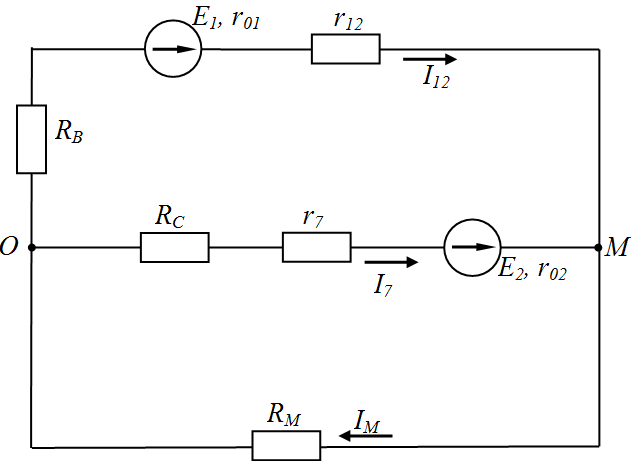 E1, r01
r12
I12
RB
RC
r7
O
M
I7
E2, r02
RM
IM